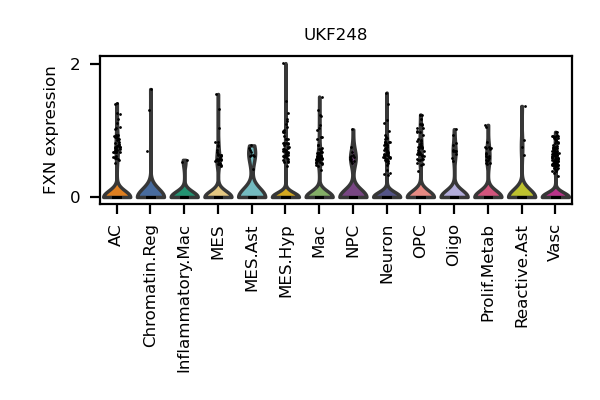 UKF248
FXN expression
2
0
AC
Chromatin.Reg
Inflammatory.Mac
MES
MES.Ast
MES.Hyp
Mac
NPC
Neuron
OPC
Oligo
Prolif.Metab
Reactive.Ast
Vasc